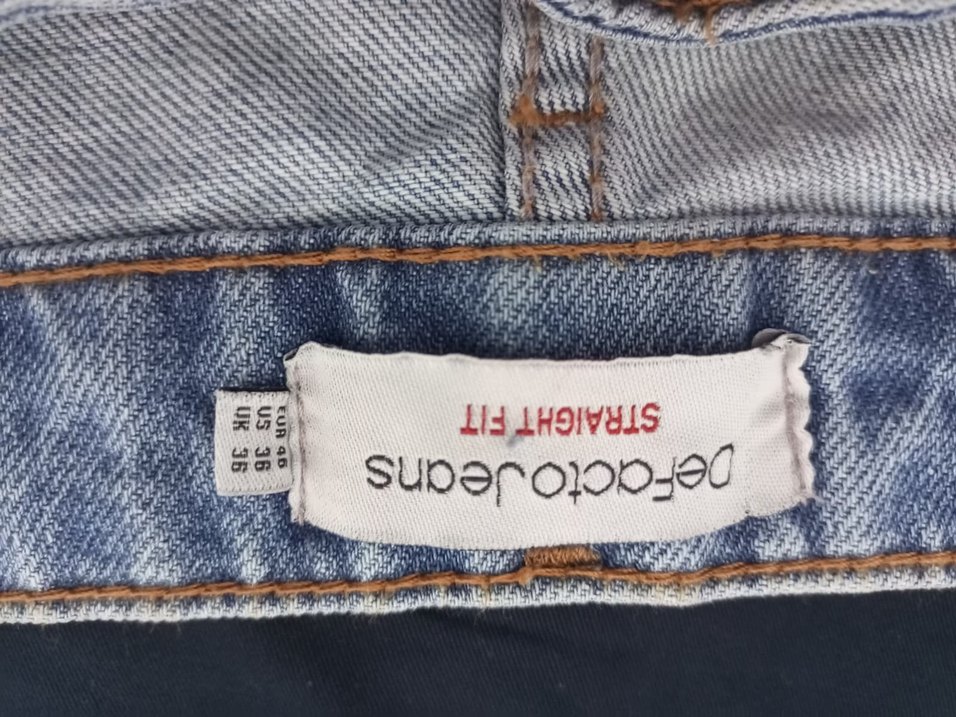 DeFactoJeans
STRAIGHT FIT
EUR 46
US 36
UK 36